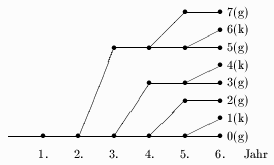 7(g)
6(k)
5(g)
4(k)
3(g)
2(g)
1(k)
0(g)
1. 2. 3. 4. 5. 6. Jahr